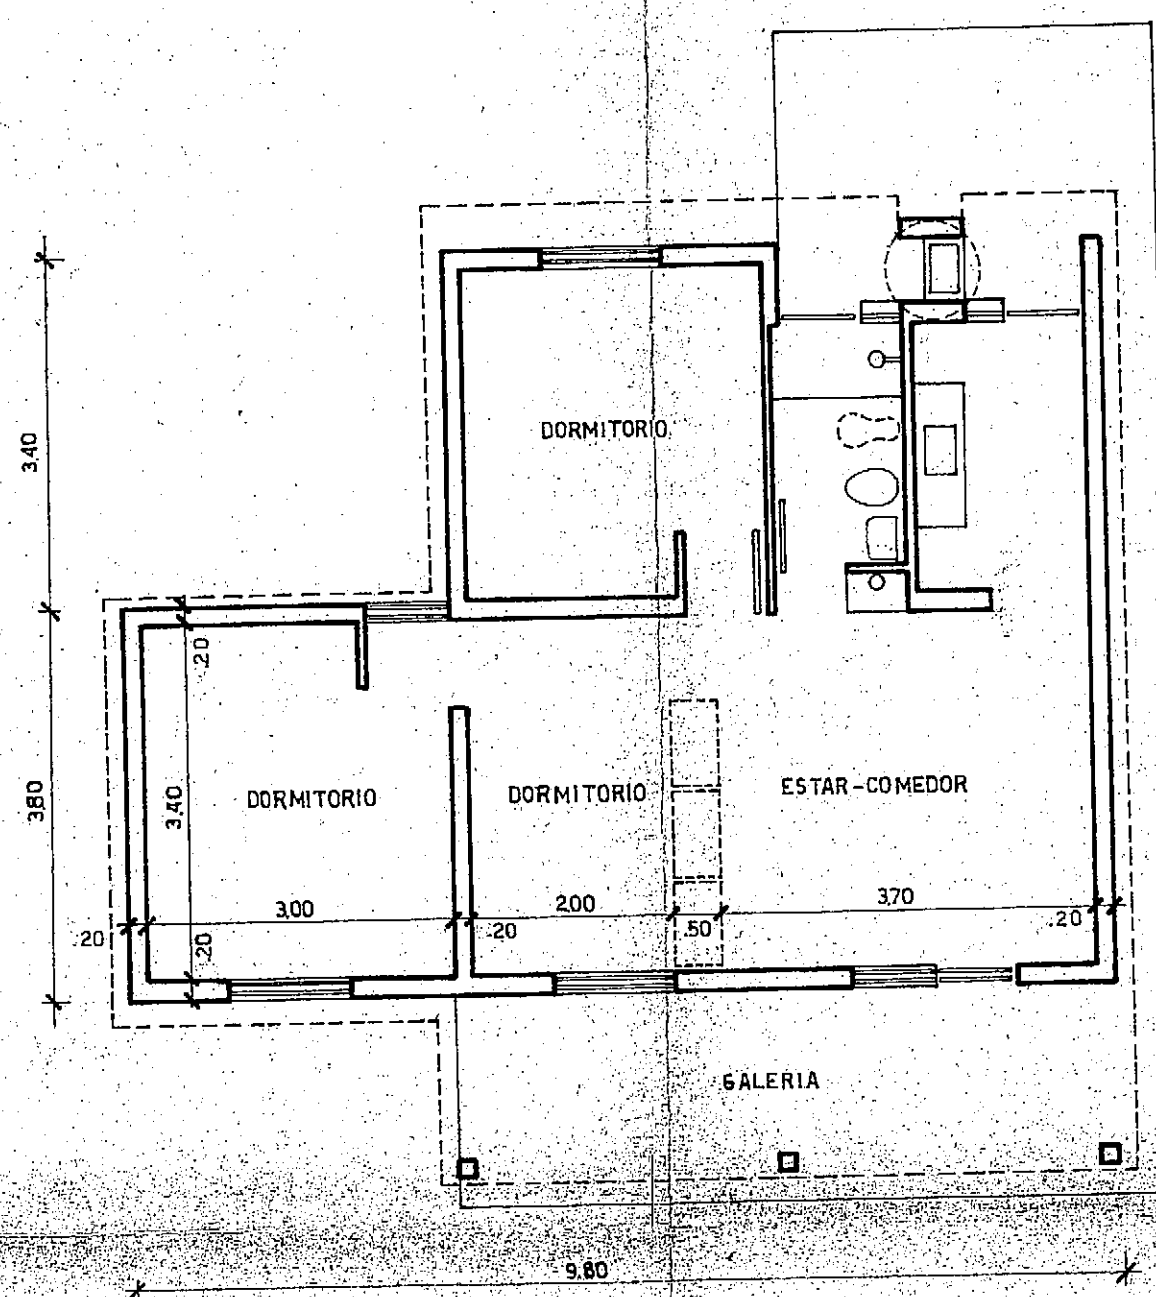 DORMITORIO
3.40
.20
3.80
3.40
DORMITORIO
DORMITORIO
ESTAR-COMEDOR
3.00
2.00
3.70
.20
.20
.20
.50
.20
GALERIA
9.80